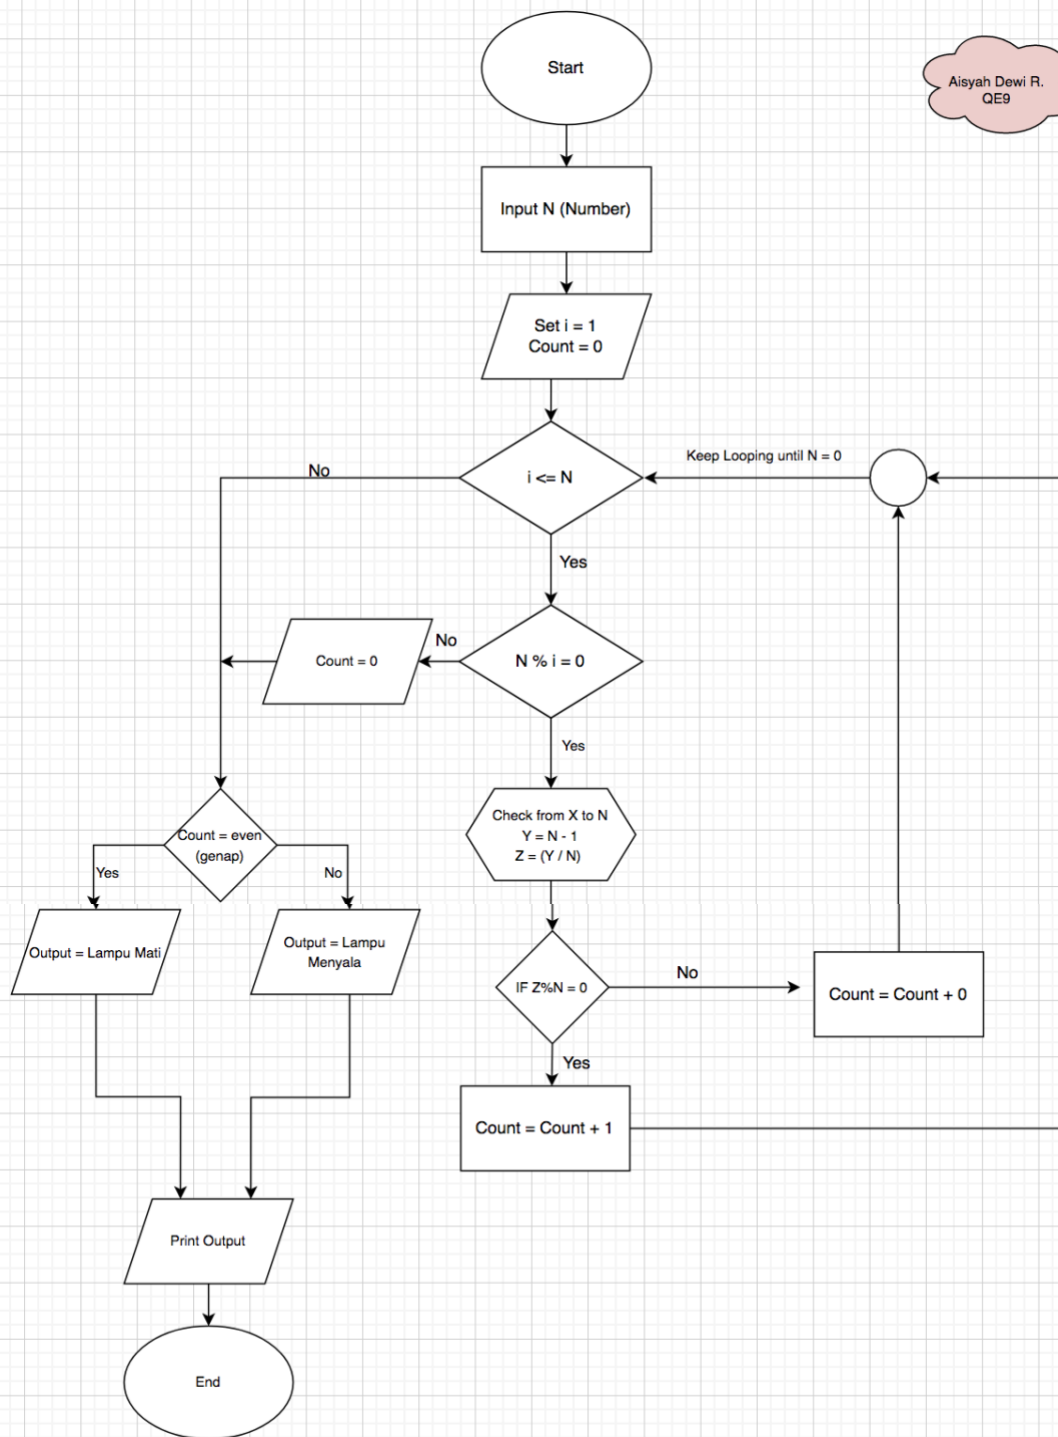 Start
Aisyah Dewi R.
QE9
Input N (Number)
Set i = 1
Count = 0
Keep Looping until N = 0
No
i <= N
Yes
No
Count = 0
N % i = 0
Yes
Check from X to N
Y = N - 1
Z = (Y / N)
Count = even
(genap)
Yes
No
Output = Lampu Mati
Output = Lampu
Menyala
IF Z%N = 0
No
Count = Count + 0
Yes
Count = Count + 1
Print Output
End